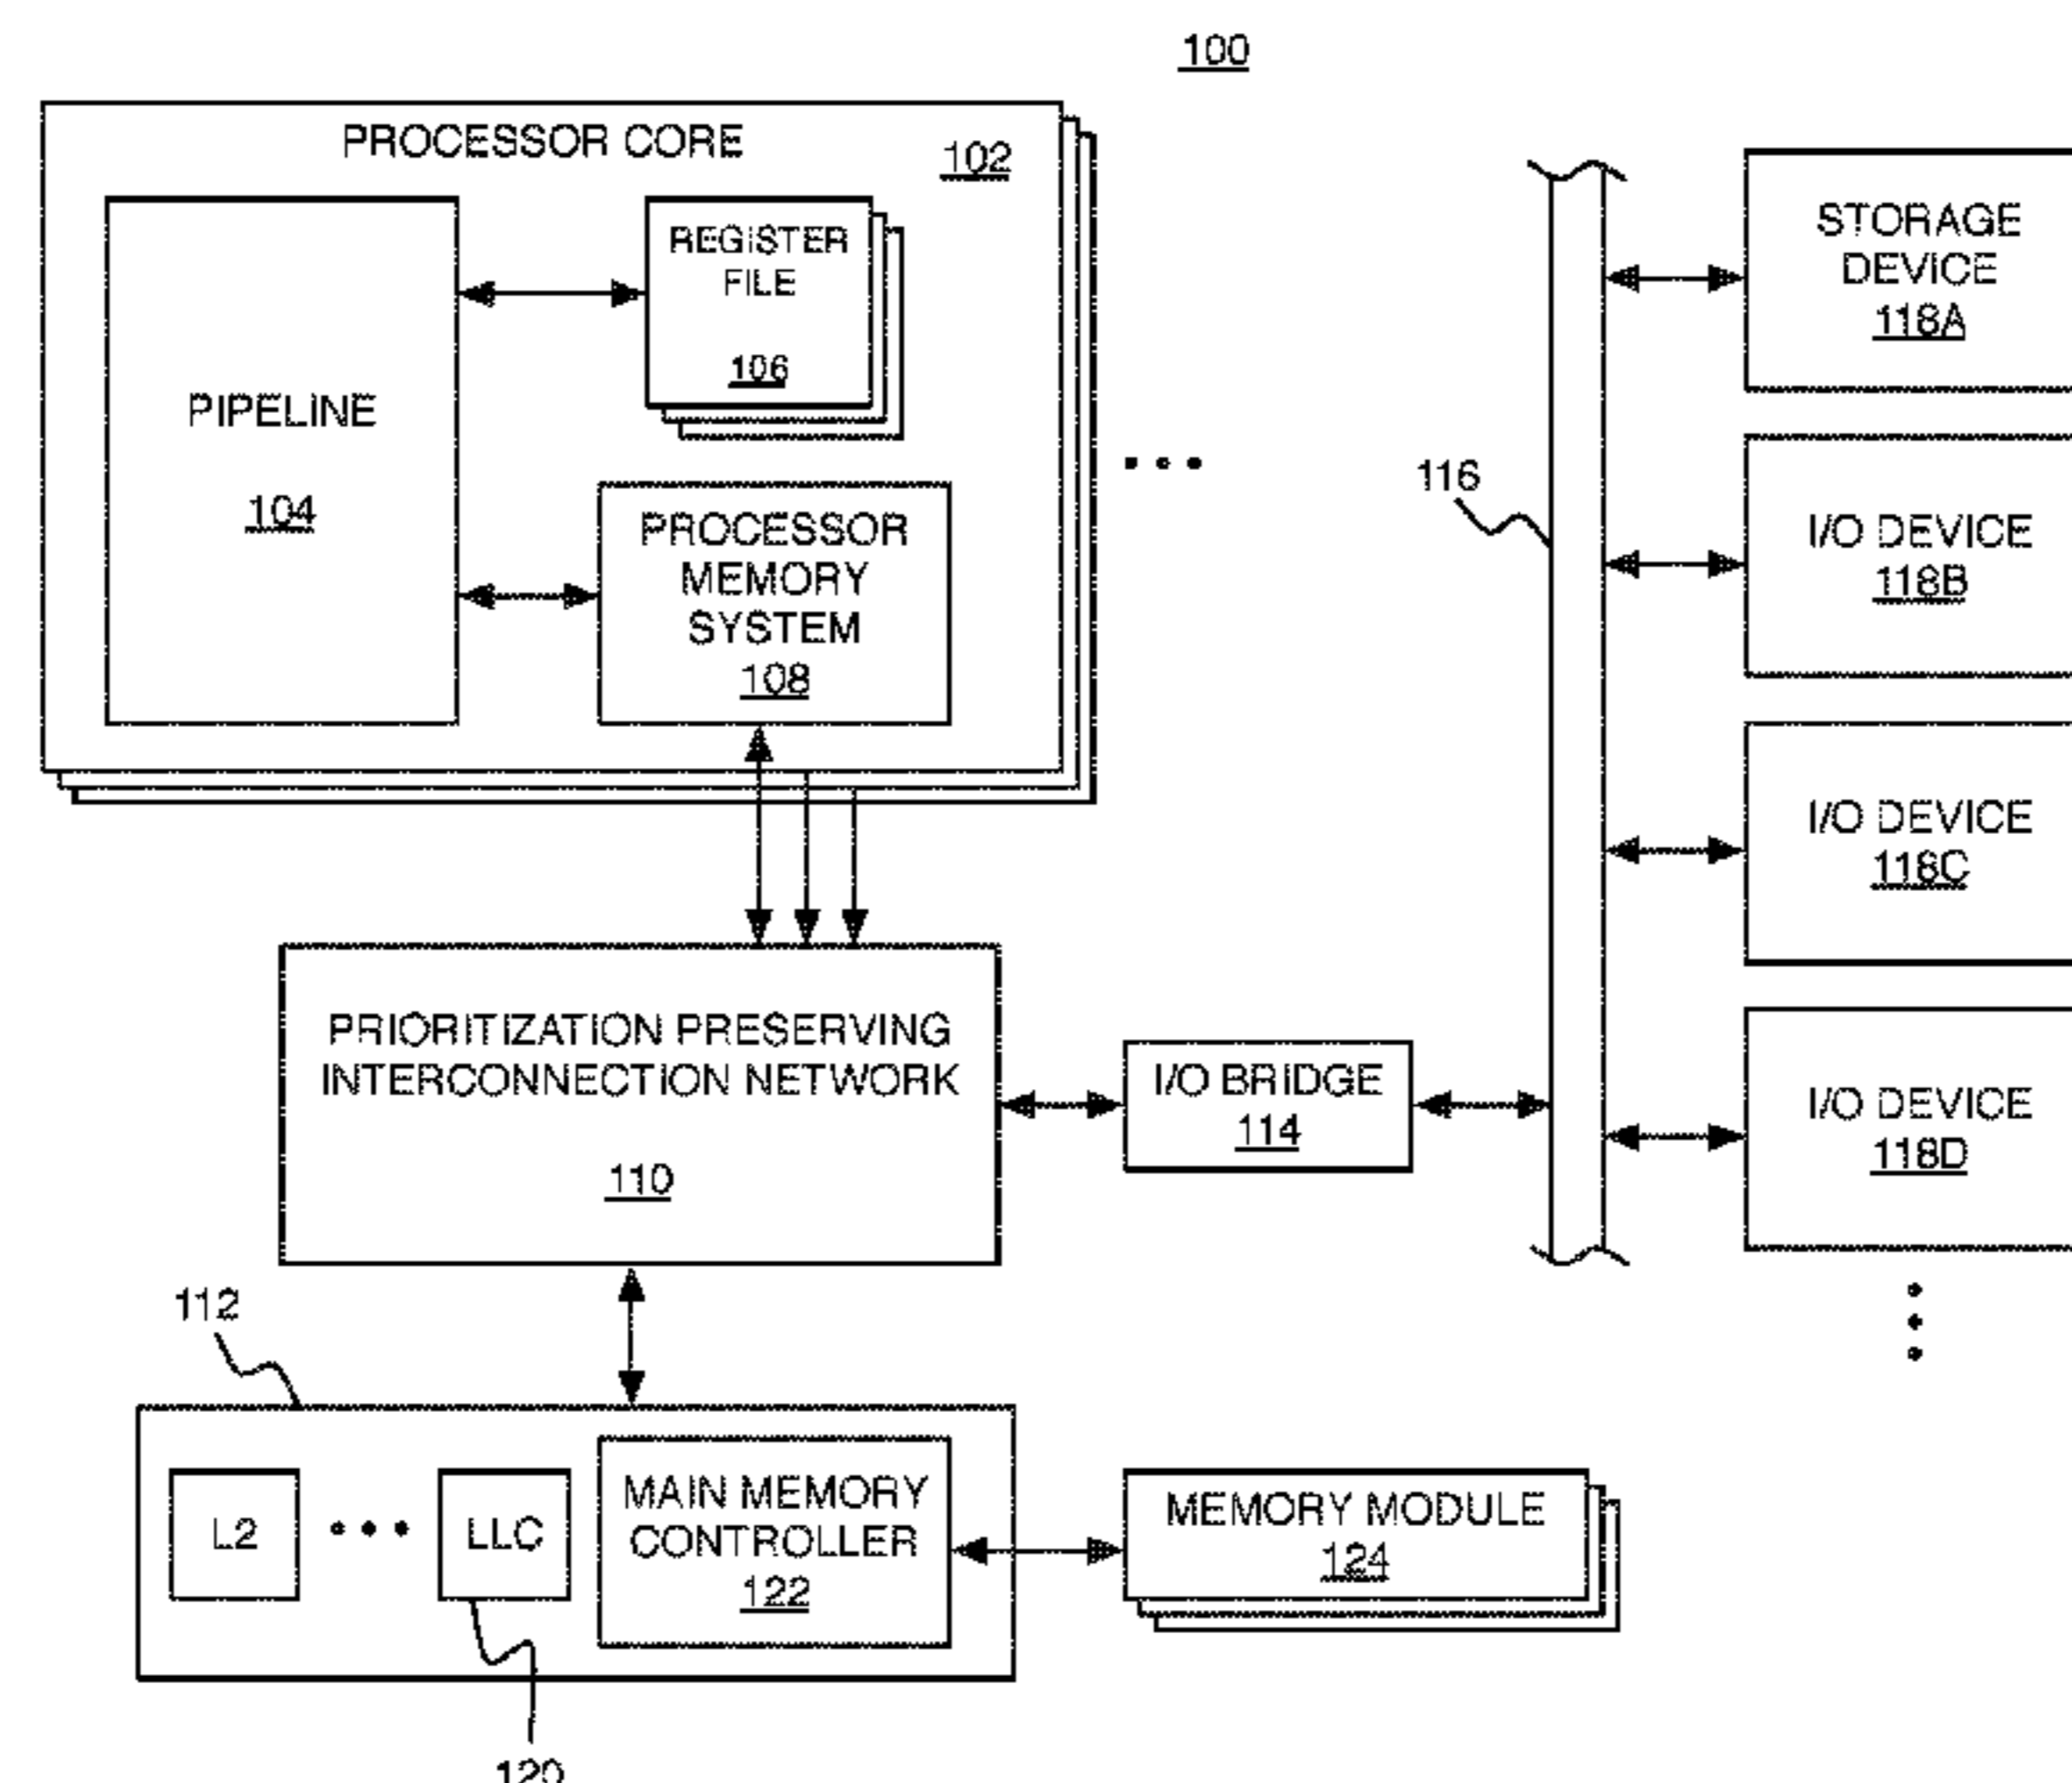 100
PROCESSOR CORE
102
PIPELINE
104
REGISTER
FILE
106
PROCESSOR
MEMORY
SYSTEM
108
116
STORAGE
DEVICE
118A
I/O DEVICE
118B
I/O DEVICE
118C
I/O DEVICE
118D
PRIORITIZATION PRESERVING
INTERCONNECTION NETWORK
110
I/O BRIDGE
114
112
L2
LLC
MAIN MEMORY
CONTROLLER
122
MEMORY MODULE
124
120